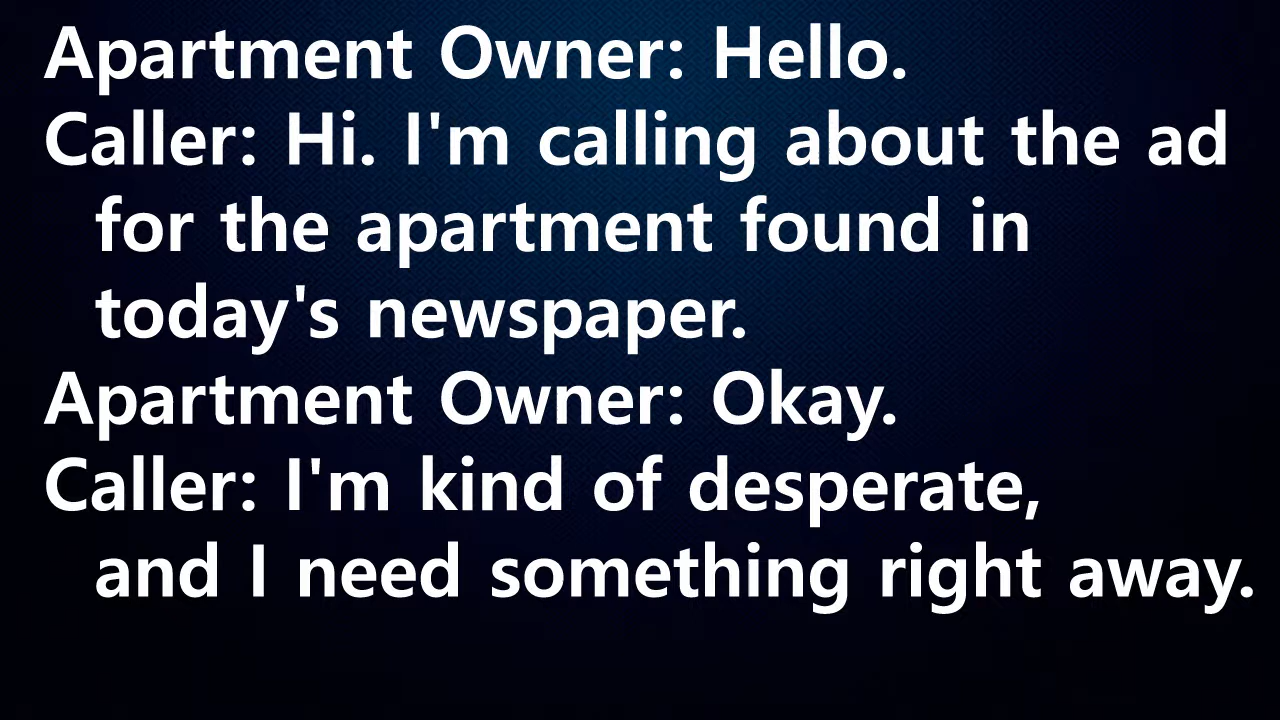 Apartment Owner: Hello.
Caller: Hi. I'm calling about the ad
for the apartment found in
today's newspaper.
Apartment Owner: Okay.
Caller: I'm kind of desperate,
and I need something right away.